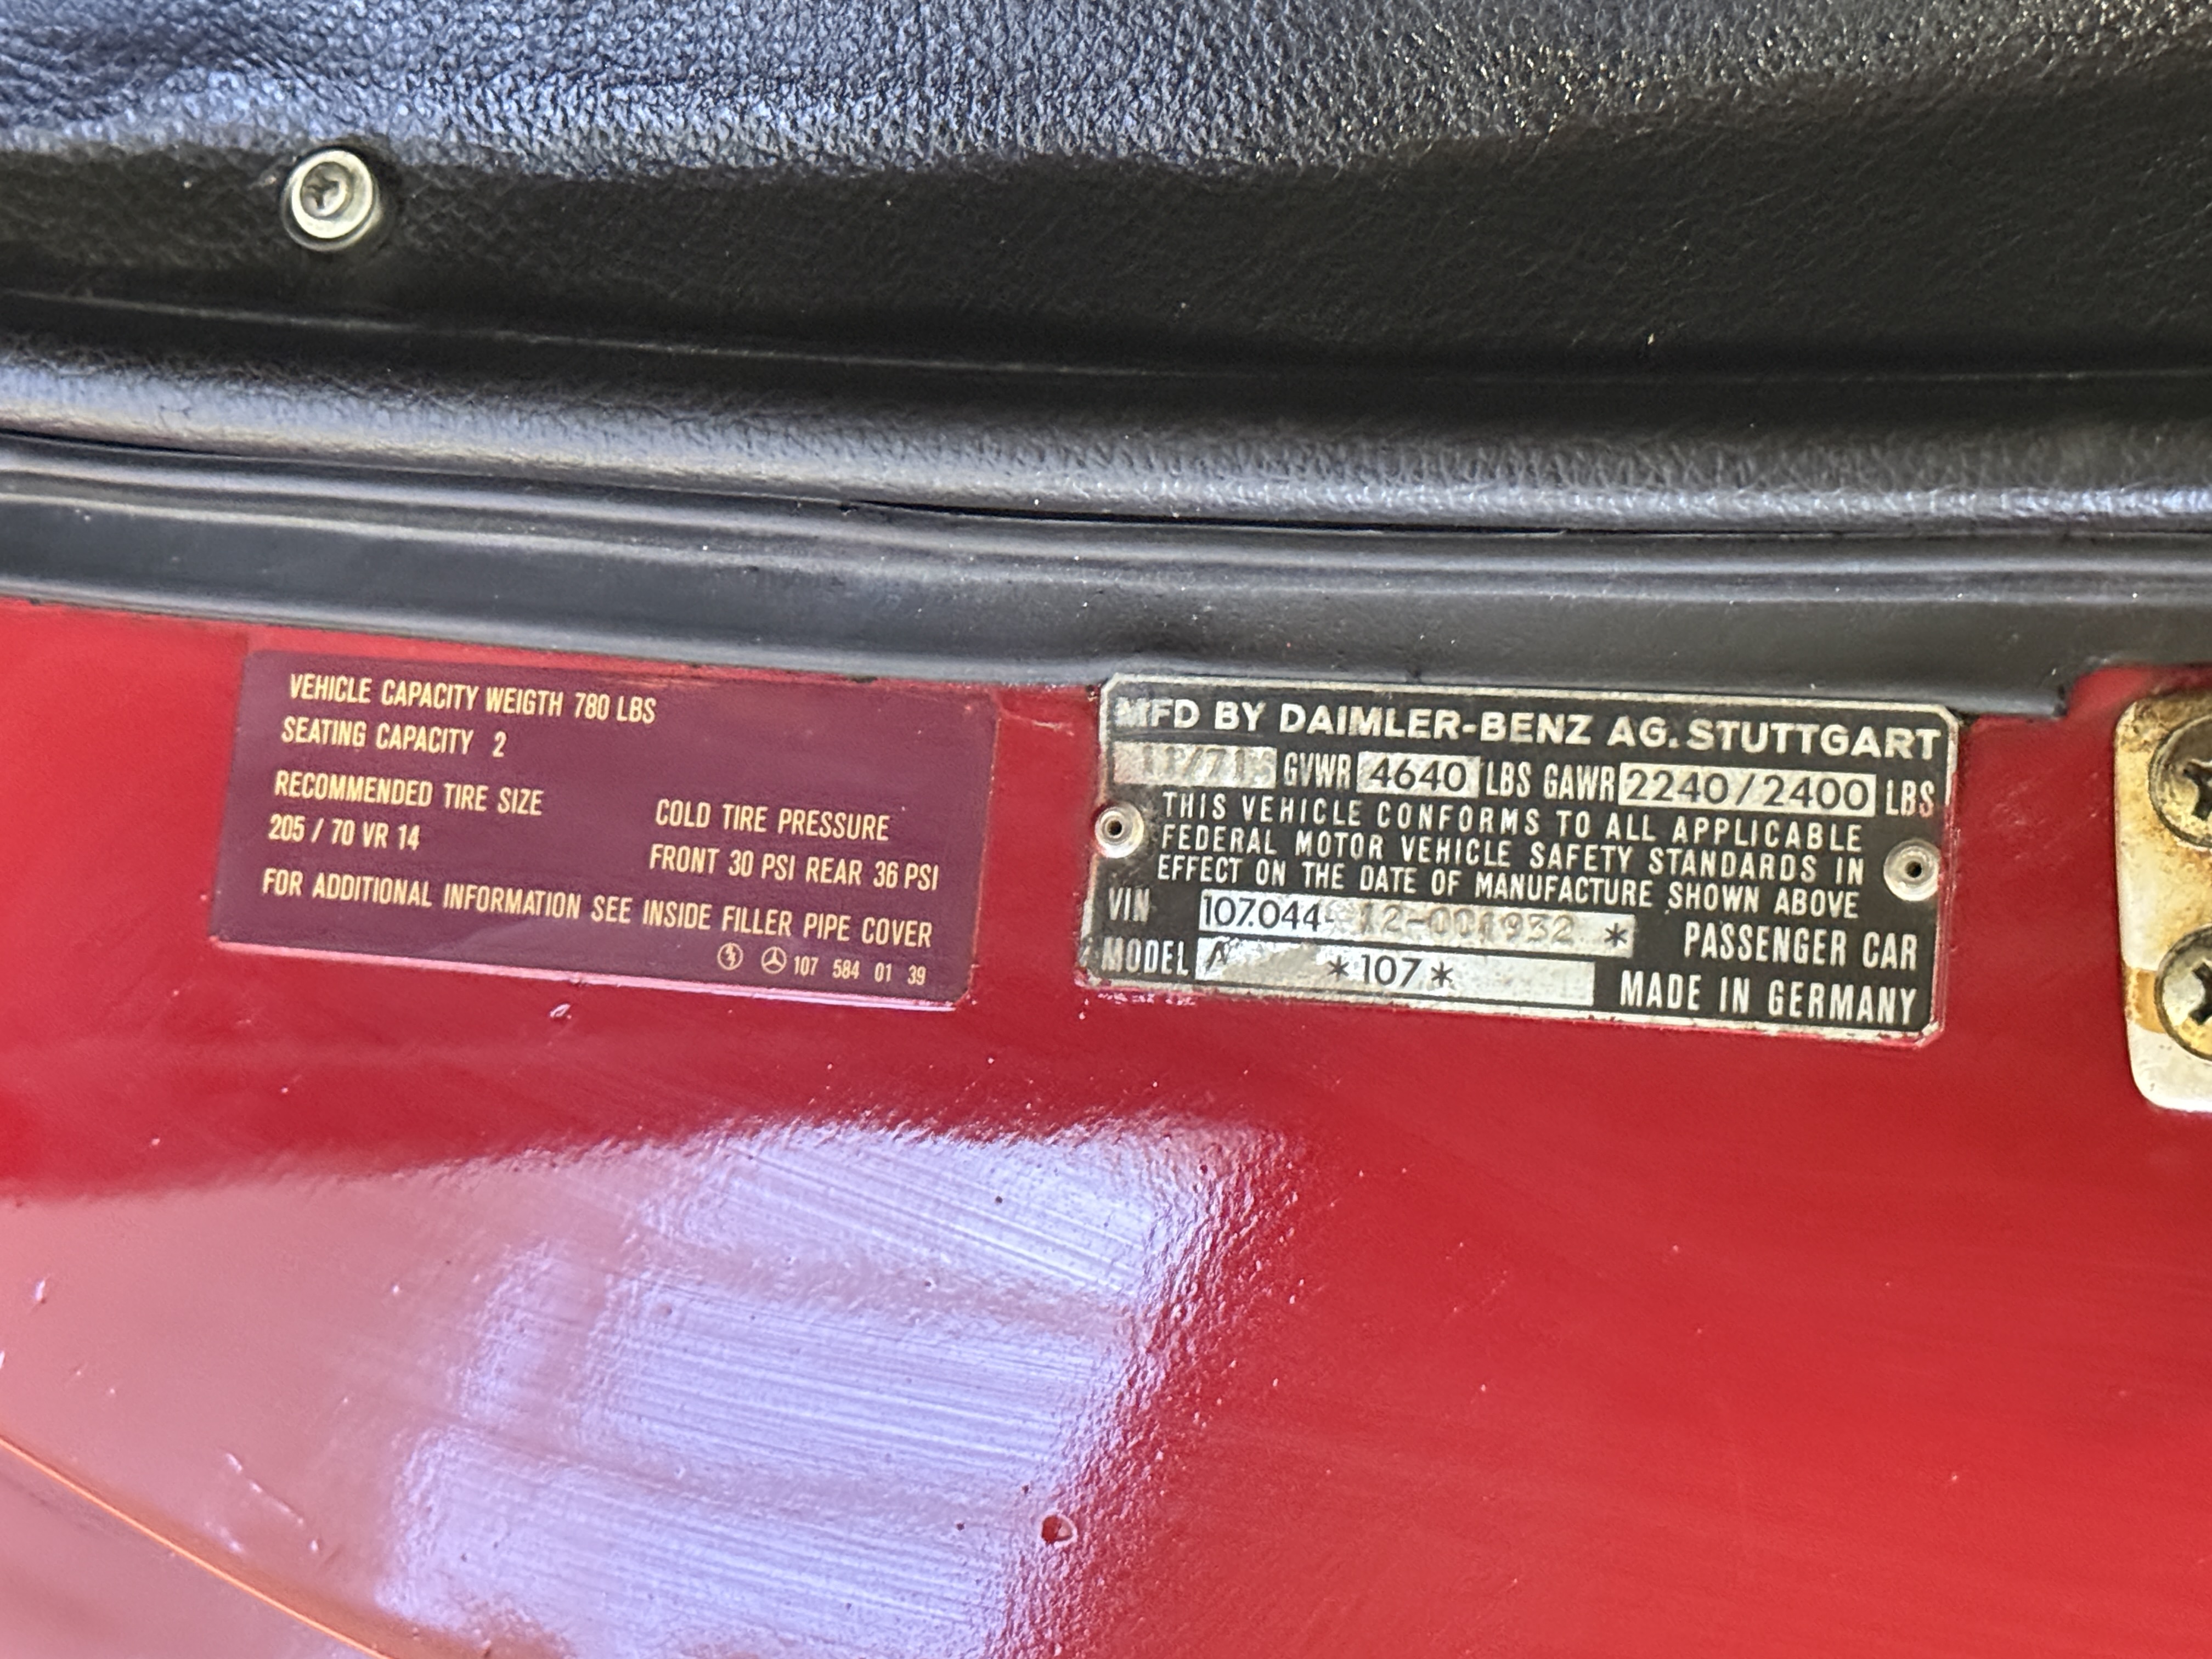 VEHICLE CAPACITY WEIGTH 780 LBS
SEATING CAPACITY 2
RECOMMENDED TIRE SIZE
205 / 70 VR 14
COLD TIRE PRESSURE
FRONT 30 PSI REAR 36 PSI
FOR ADDITIONAL INFORMATION SEE INSIDE FILLER PIPE COVER
107 584 01 39
MFD BY DAIMLER-BENZ AG. STUTTGART
GVWR 4640 LBS GAWR 2240/2400 LBS
THIS VEHICLE CONFORMS TO ALL APPLICABLE
FEDERAL MOTOR VEHICLE SAFETY STANDARDS IN
EFFECT ON THE DATE OF MANUFACTURE SHOWN ABOVE
VIN 107.044-12-001932 * PASSENGER CAR
MODEL *107* MADE IN GERMANY